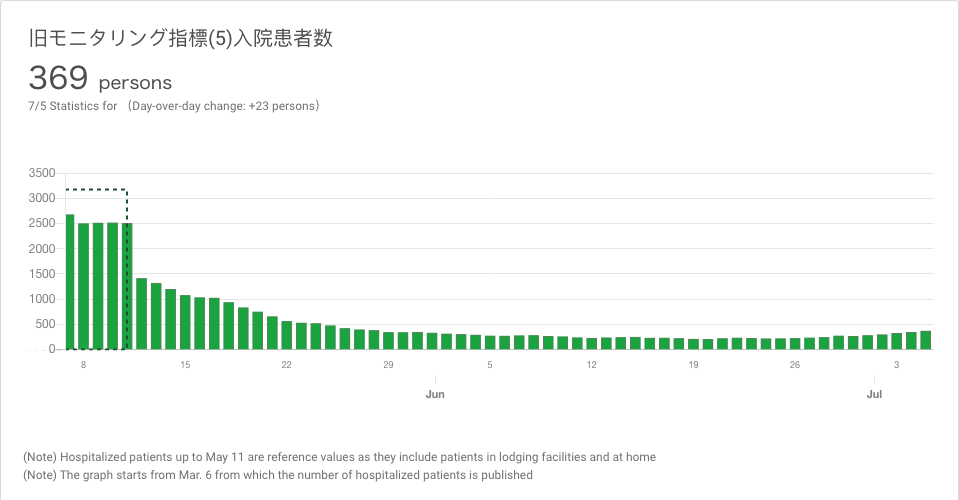 旧モニタリング指標(5)入院患者数
369 persons
7/5 Statistics for （Day-over-day change: +23 persons）
3500
3000
2500
2000
1500
1000
500
0
8 15 22 29 5 12 19 26 3
Jun Jul
(Note) Hospitalized patients up to May 11 are reference values as they include patients in lodging facilities and at home
(Note) The graph starts from Mar. 6 from which the number of hospitalized patients is published